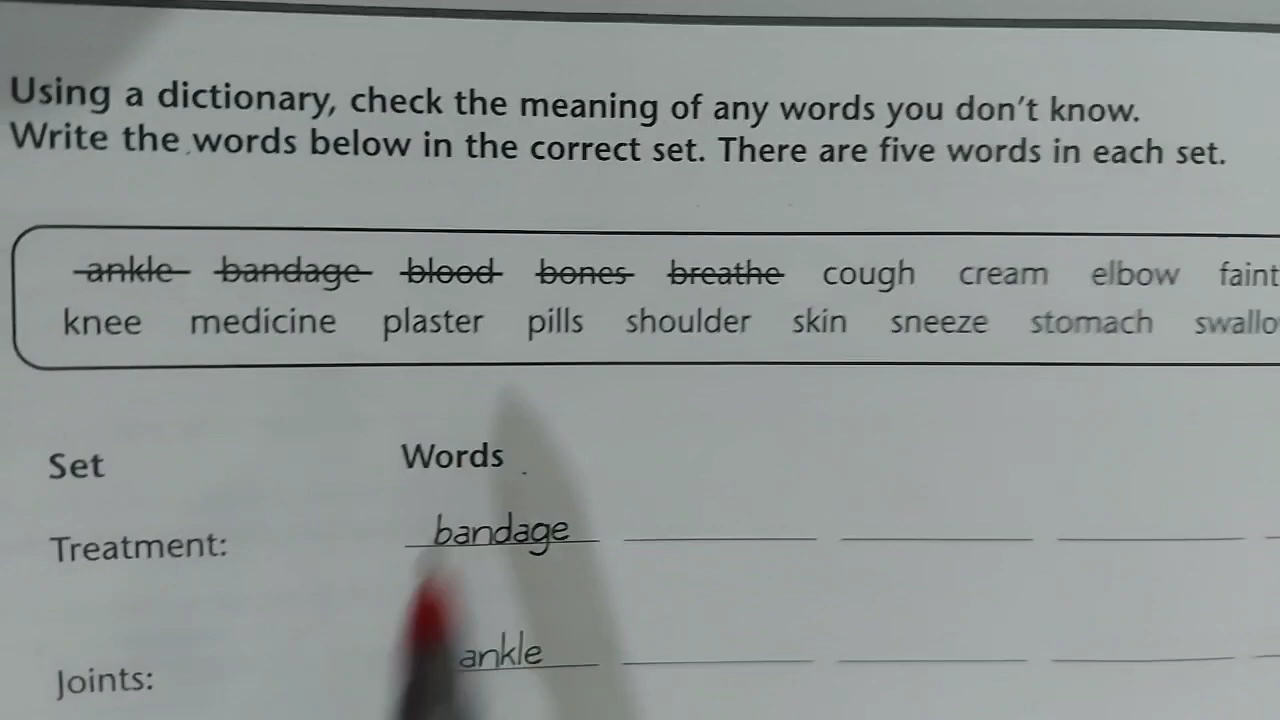 Using a dictionary, check the meaning of any words you don't know.
Write the words below in the correct set. There are five words in each set.
ankle bandage blood bones breathe cough cream elbow faint
knee medicine plaster pills shoulder skin sneeze stomach
Set Words
Treatment: bandage
Joints: ankle